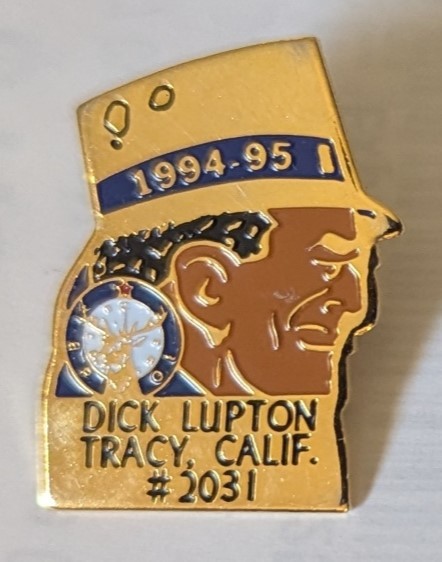 1994-95
B P O E
DICK LUPTON
TRACY, CALIF.
#2031